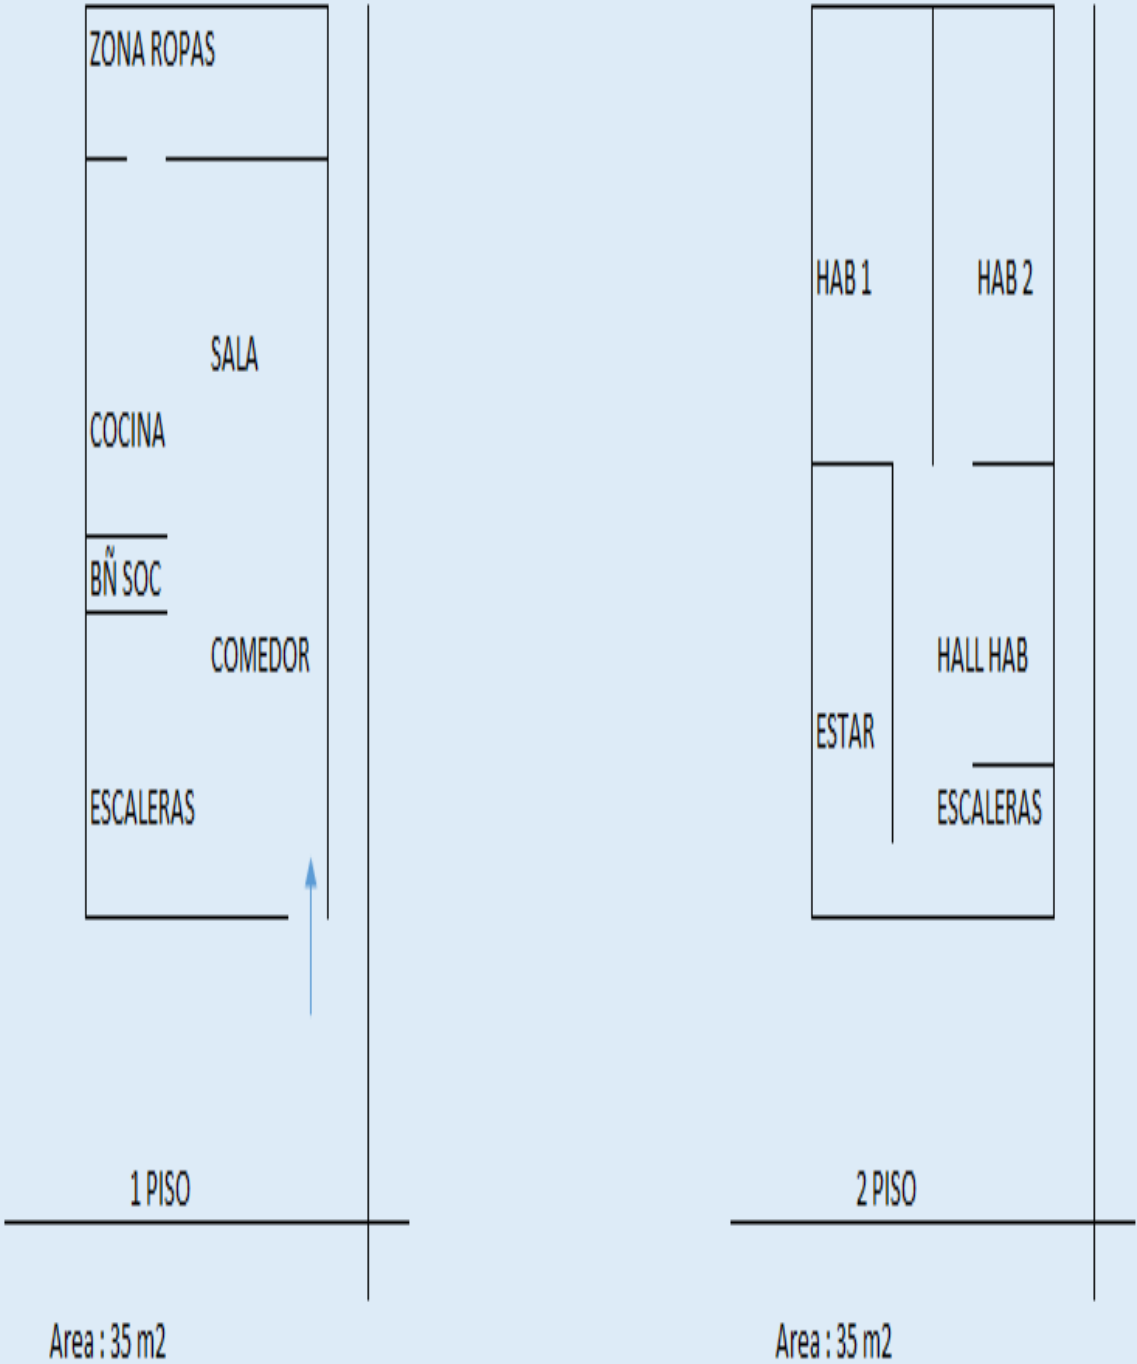 ZONA ROPAS
SALA
COCINA
BÑ SOC
COMEDOR
ESCALERAS
1 PISO
Area : 35 m2
HAB 1
HAB 2
HALL HAB
ESTAR
ESCALERAS
2 PISO
Area : 35 m2